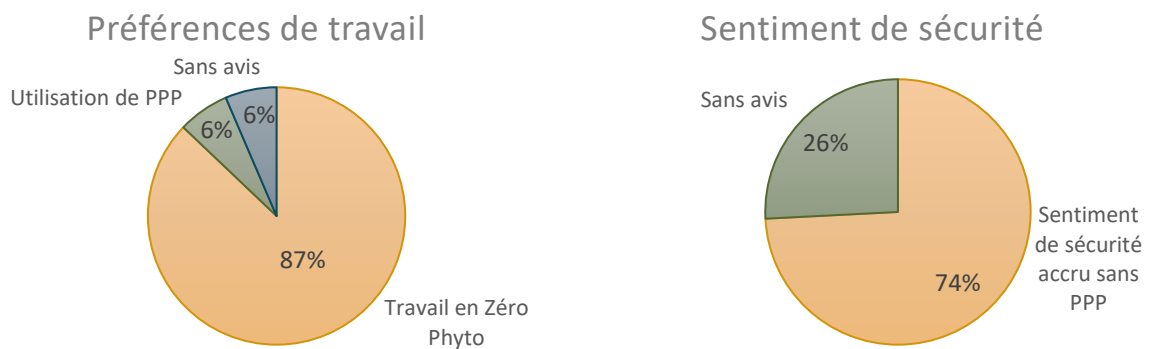 Préférences de travail
Sans avis
Utilisation de PPP
6%
6%
87%
Travail en Zéro
Phyto
Sentiment de sécurité
Sans avis
26%
74%
Sentiment
de sécurité
accru sans
PPP